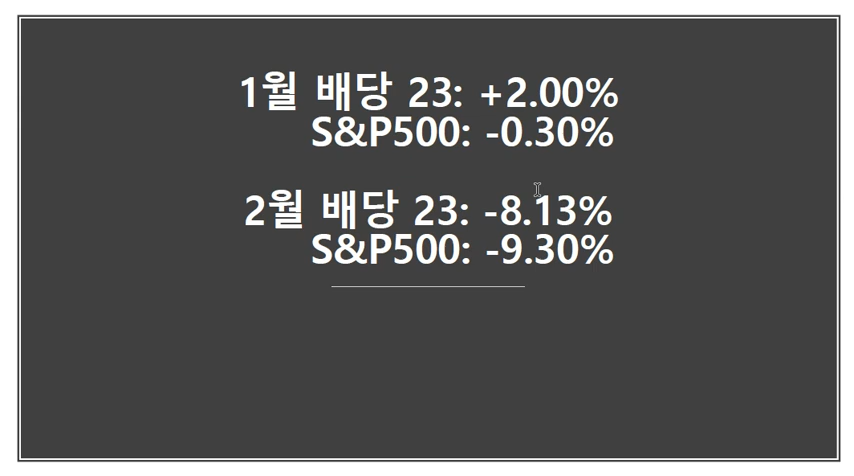 1월 배당 23: +2.00%
S&P500: -0.30%
2월 배당 23: -8.13%
S&P500: -9.30%